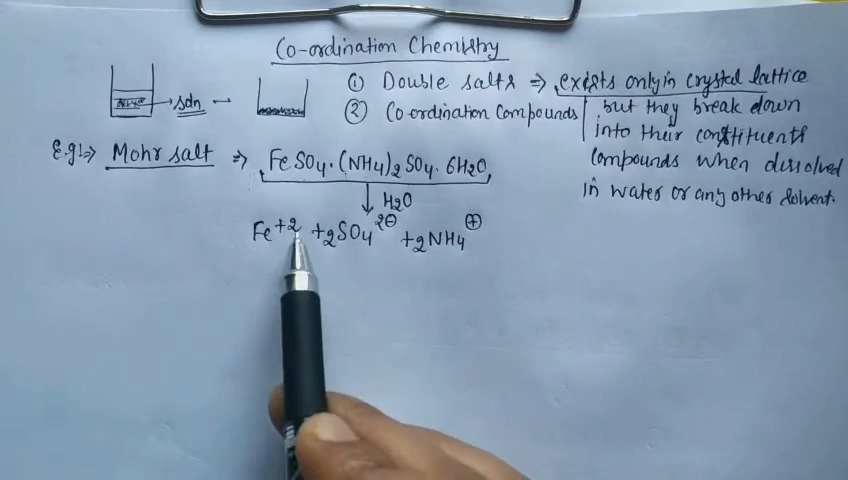 Co-ordination Chemistry
① Double salts ⇒ exists only in crystal lattice
→ soln –
② Co-ordination Compounds
but they break down
into their constituent
compounds when dissolved
in water or any other solvent.
E.g!⇒ Mohr salt ⇒ FeSO4·(NH4)2SO4·6H2O
H2O
Fe+2 + 2SO4 2⊖ + 2NH4 ⊕